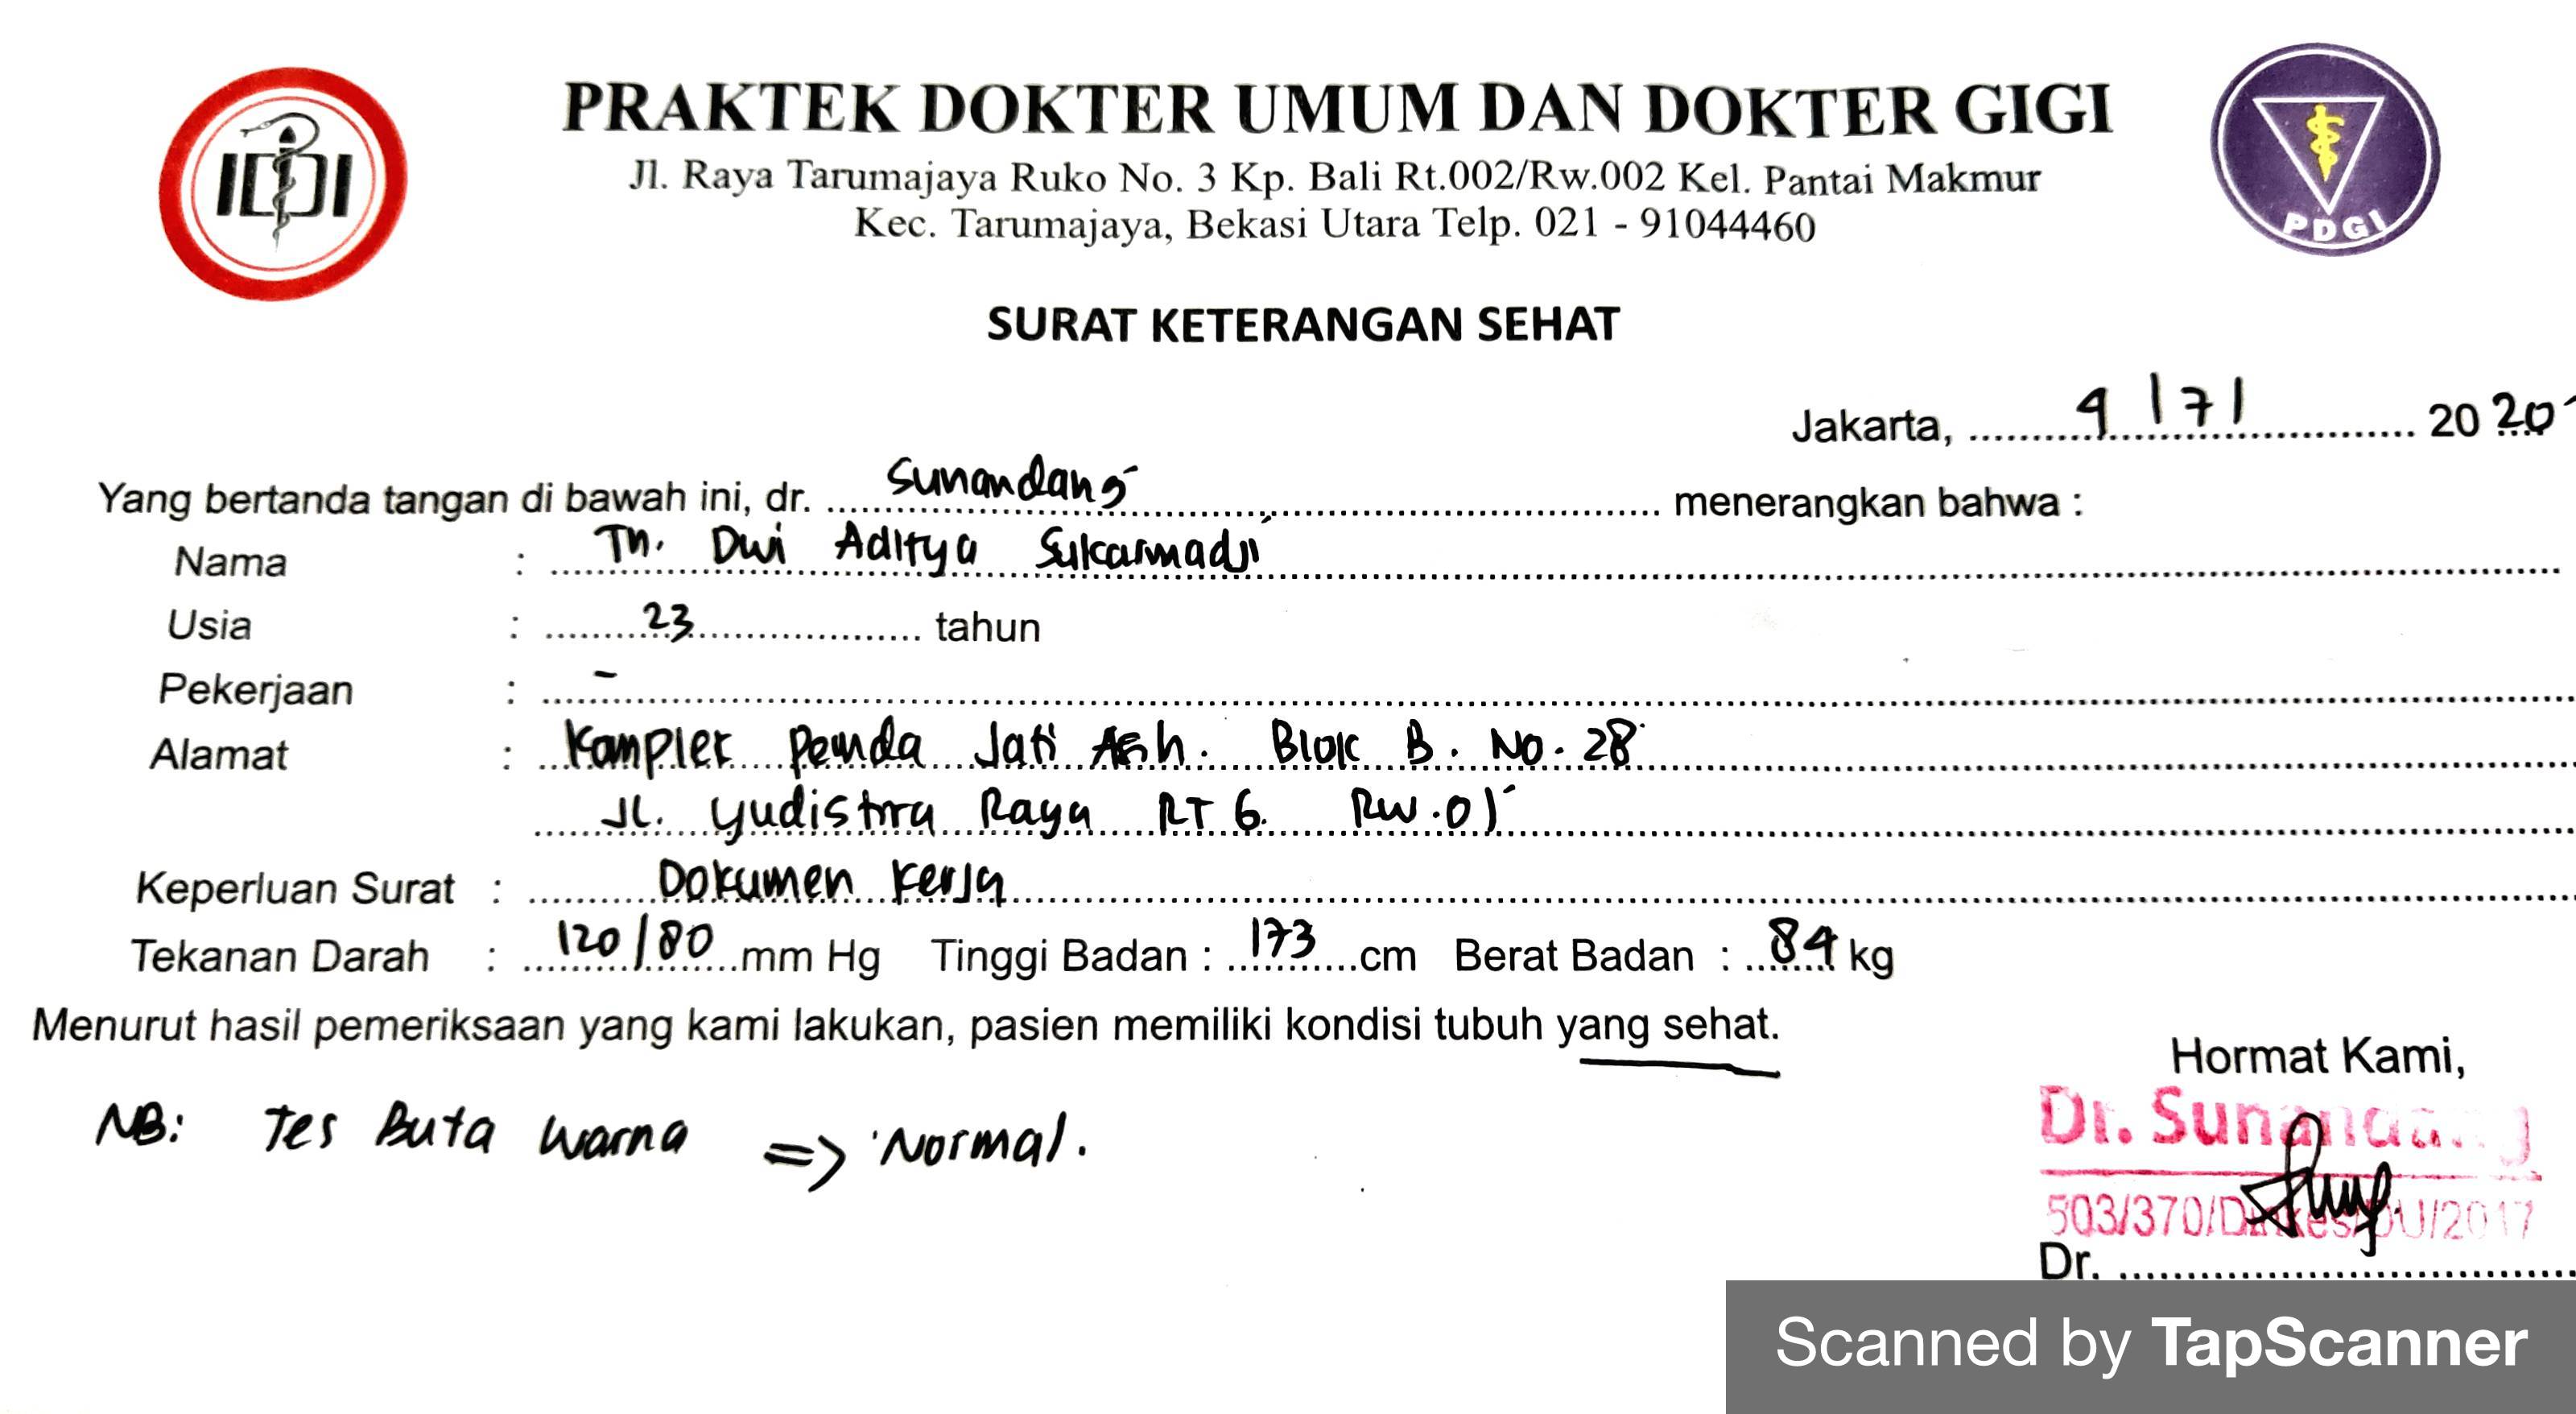 IDI
PRAKTEK DOKTER UMUM DAN DOKTER GIGI
Jl. Raya Tarumajaya Ruko No. 3 Kp. Bali Rt.002/Rw.002 Kel. Pantai Makmur
Kec. Tarumajaya, Bekasi Utara Telp. 021 - 91044460
PDGI
SURAT KETERANGAN SEHAT
Jakarta, 4/7/ 2020
Yang bertanda tangan di bawah ini, dr. Sunandang menerangkan bahwa :
Nama : Tn. Dwi Aditya Sukarmadji
Usia : 23 tahun
Pekerjaan : -
Alamat : Komplek Pemda Jati Asih. Blok B. No. 28
Jl. Yudistira Raya RT 6. RW.01
Keperluan Surat : Dokumen Kerja
Tekanan Darah : 120/80 mm Hg Tinggi Badan : 173 cm Berat Badan : 84 kg
Menurut hasil pemeriksaan yang kami lakukan, pasien memiliki kondisi tubuh yang sehat.
NB: Tes Buta Warna => Normal.
Hormat Kami,
Dr. Sunandang
503/370/Dinkes/DU/2017
Dr.
Scanned by TapScanner